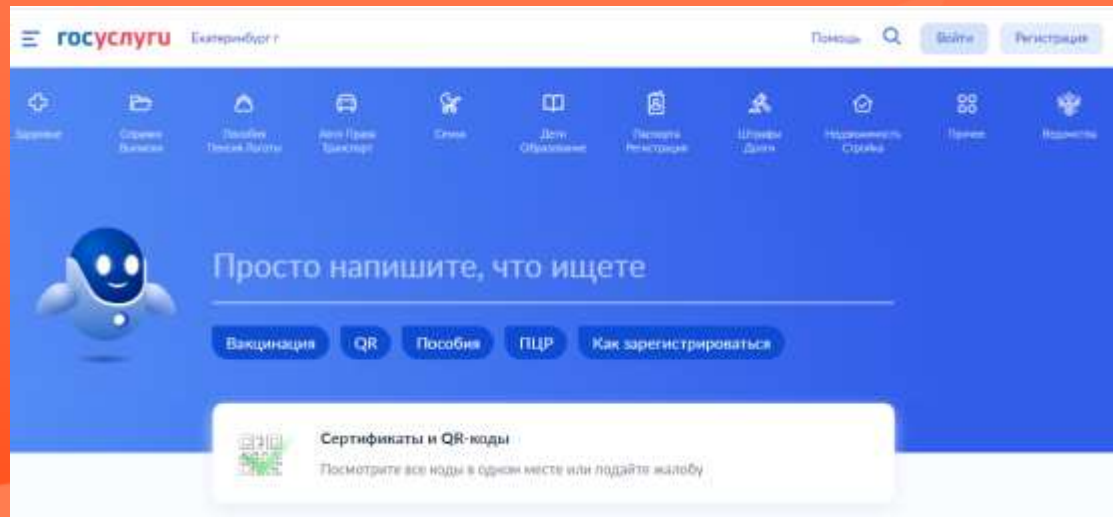 госуслуги Екатеринбург г Помощь Войти Регистрация
Здоровье
Справки
Выписки
Пособия
Пенсия Льготы
Авто Права
Транспорт
Семья
Дети
Образование
Паспорта
Регистрация
Штрафы
Долги
Недвижимость
Стройка
Прочее
Ведомства
Просто напишите, что ищете
Вакцинация QR Пособия ПЦР Как зарегистрироваться
Сертификаты и QR-коды
Посмотрите все коды в одном месте или подайте жалобу